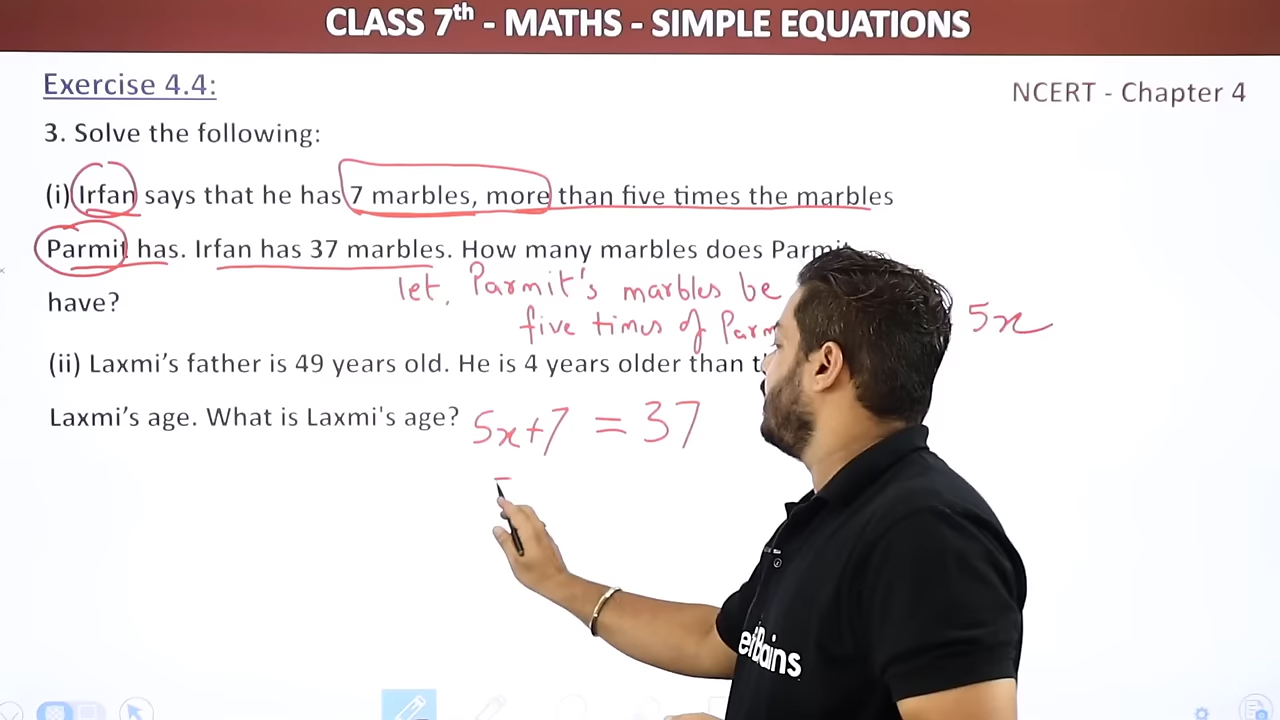 CLASS 7th - MATHS - SIMPLE EQUATIONS
Exercise 4.4:
NCERT - Chapter 4
3. Solve the following:
(i) Irfan says that he has 7 marbles, more than five times the marbles
Parmit has. Irfan has 37 marbles. How many marbles does Parmit
have?
let, Parmit's marbles be
five times of 5x
(ii) Laxmi’s father is 49 years old. He is 4 years older than
Laxmi’s age. What is Laxmi's age?
5x+7 = 37